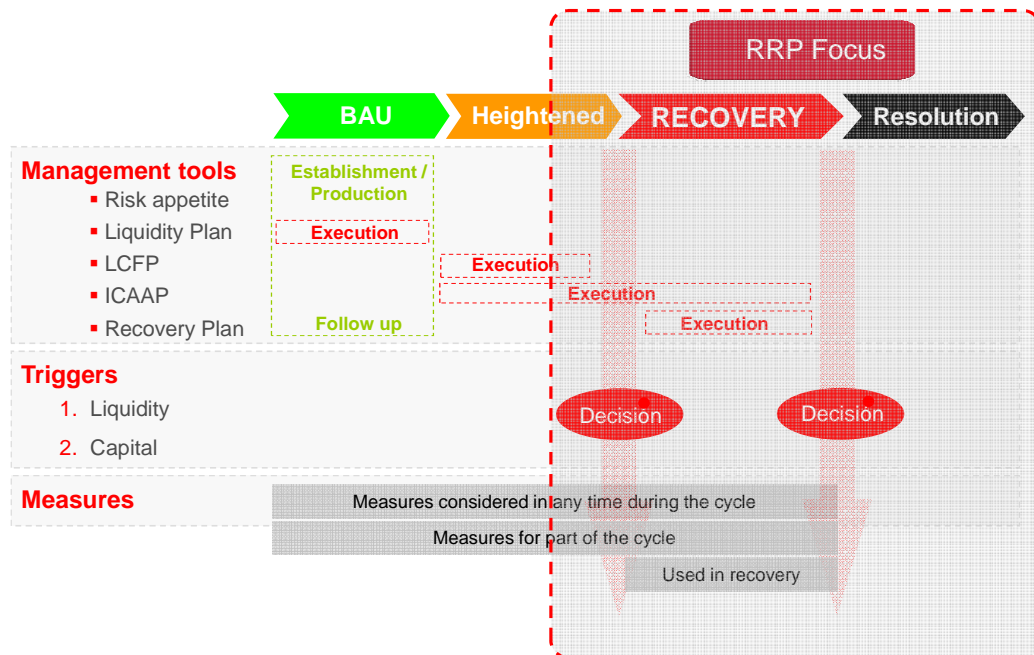 RRP Focus
BAU
Heightened
RECOVERY
Resolution
Management tools
Risk appetite
Liquidity Plan
LCFP
ICAAP
Recovery Plan
Establishment /
Production
Execution
Execution
Execution
Execution
Follow up
Triggers
1. Liquidity
2. Capital
Decision
Decision
Measures
Measures considered in any time during the cycle
Measures for part of the cycle
Used in recovery